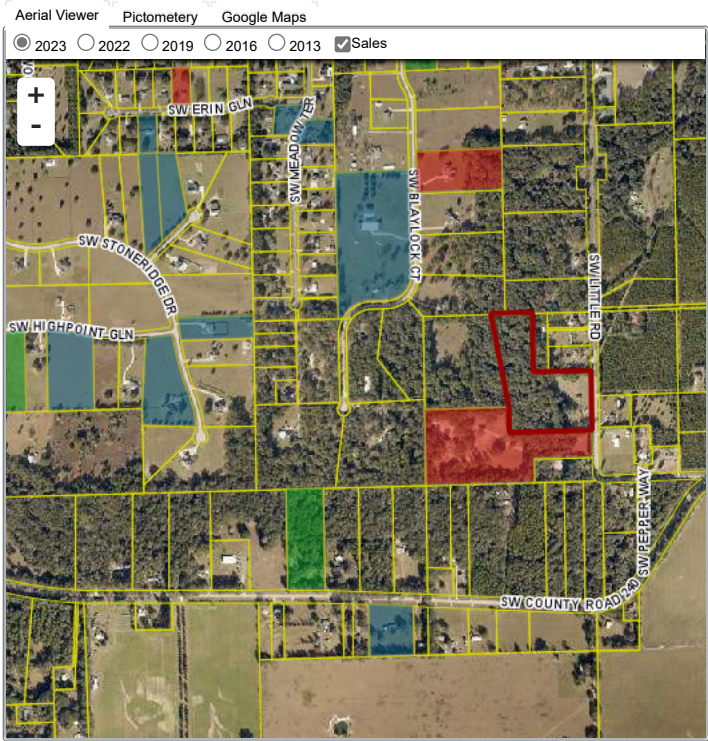 Aerial Viewer Pictometery Google Maps
2023 2022 2019 2016 2013 Sales
+
-
SW ERIN GLN
SW MEADOW TER
SW BLAYLOCK CT
SW STONERIDGE DR
SW LITTLE RD
SW HIGHPOINT GLN
SW PEPPER WAY
SW COUNTY ROAD 240